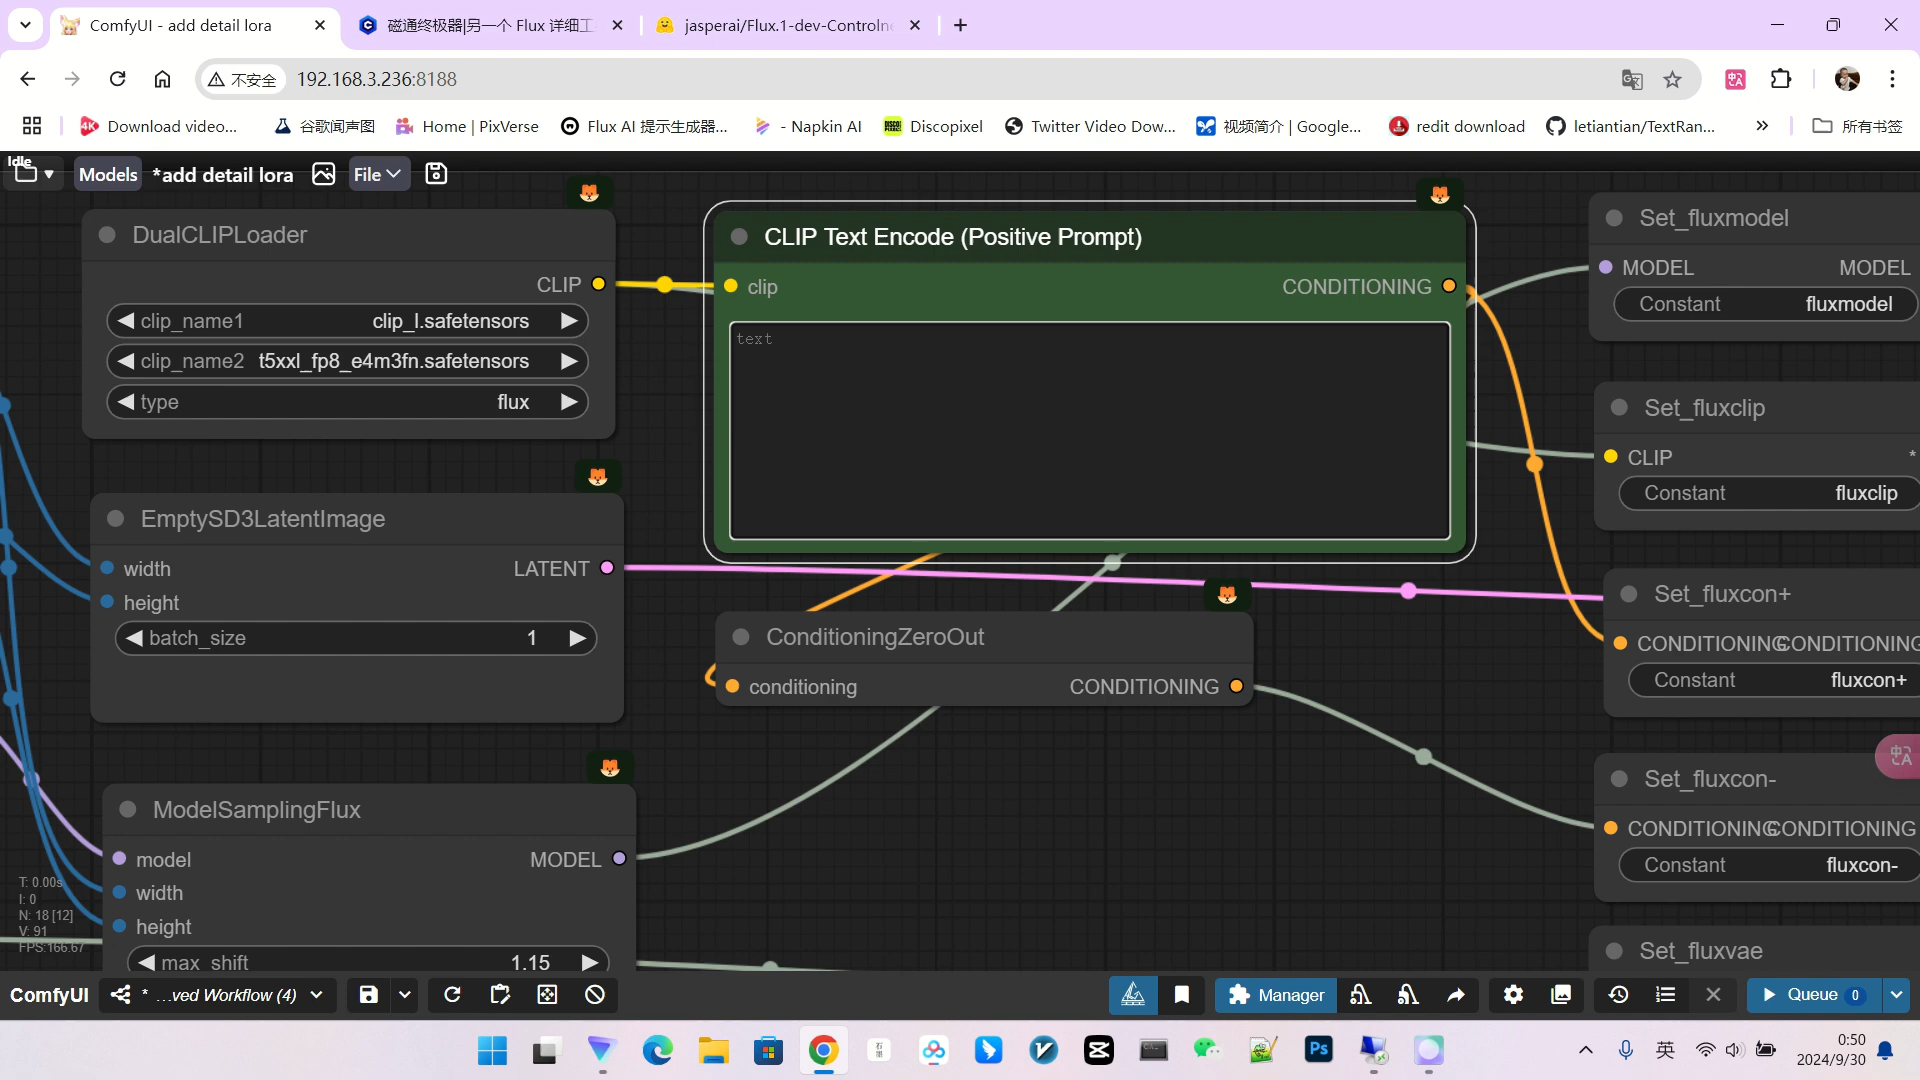 ComfyUI - add detail lora
磁通终极器|另一个 Flux 详细工
jasperai/Flux.1-dev-Controlne
不安全
192.168.3.236:8188
Download video...
谷歌闻声图
Home | PixVerse
Flux AI 提示生成器...
- Napkin AI
Discopixel
Twitter Video Dow...
视频简介 | Google...
redit download
letiantian/TextRan...
所有书签
Idle
Models
*add detail lora
File
DualCLIPLoader
CLIP
clip_name1 clip_l.safetensors
clip_name2 t5xxl_fp8_e4m3fn.safetensors
type flux
CLIP Text Encode (Positive Prompt)
clip CONDITIONING
text
Set_fluxmodel
MODEL MODEL
Constant fluxmodel
Set_fluxclip
CLIP *
Constant fluxclip
EmptySD3LatentImage
width LATENT
height
batch_size 1
ConditioningZeroOut
conditioning CONDITIONING
Set_fluxcon+
CONDITIONING CONDITIONING
Constant fluxcon+
Set_fluxcon-
CONDITIONING CONDITIONING
Constant fluxcon-
ModelSamplingFlux
model MODEL
width
height
max_shift 1.15
Set_fluxvae
T: 0.00s
I: 0
N: 18 [12]
V: 91
FPS:166.67
ComfyUI
* ...ved Workflow (4)
Manager
Queue 0
英
0:50
2024/9/30